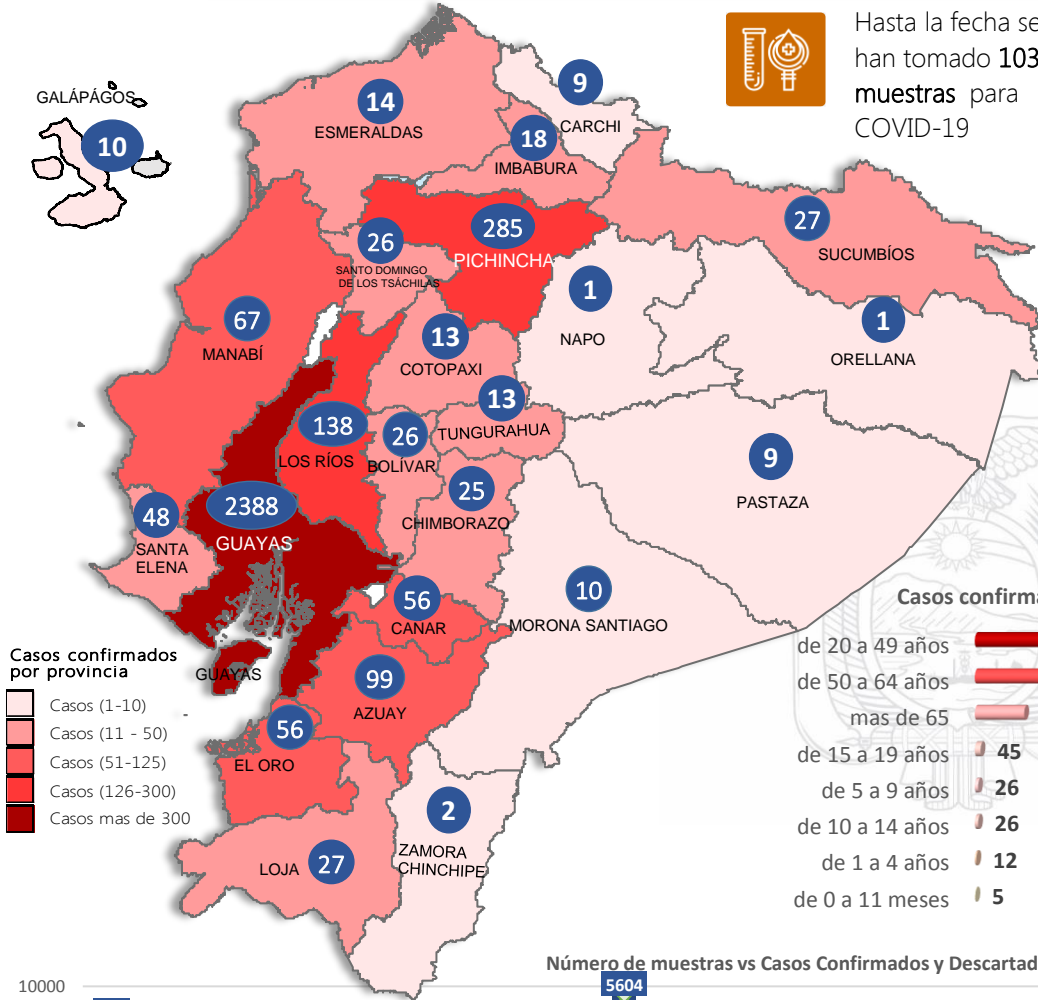 Hasta la fecha se
han tomado 103
muestras para
COVID-19
GALÁPÁGOS
10
14
ESMERALDAS
9
CARCHI
18
IMBABURA
27
SUCUMBÍOS
285
PICHINCHA
26
SANTO DOMINGO
DE LOS TSÁCHILAS
1
NAPO
1
ORELLANA
67
MANABÍ
13
COTOPAXI
13
TUNGURAHUA
138
LOS RÍOS
26
BOLÍVAR
9
PASTAZA
25
CHIMBORAZO
2388
GUAYAS
48
SANTA
ELENA
10
MORONA SANTIAGO
56
CANAR
GUAYAS
99
AZUAY
56
EL ORO
2
ZAMORA
CHINCHIPE
LOJA
27
Casos confirmados
por provincia
Casos (1-10)
Casos (11 - 50)
Casos (51-125)
Casos (126-300)
Casos mas de 300
Casos confirma
de 20 a 49 años
de 50 a 64 años
mas de 65
de 15 a 19 años 45
de 5 a 9 años 26
de 10 a 14 años 26
de 1 a 4 años 12
de 0 a 11 meses 5
Número de muestras vs Casos Confirmados y Descartad
10000
5604